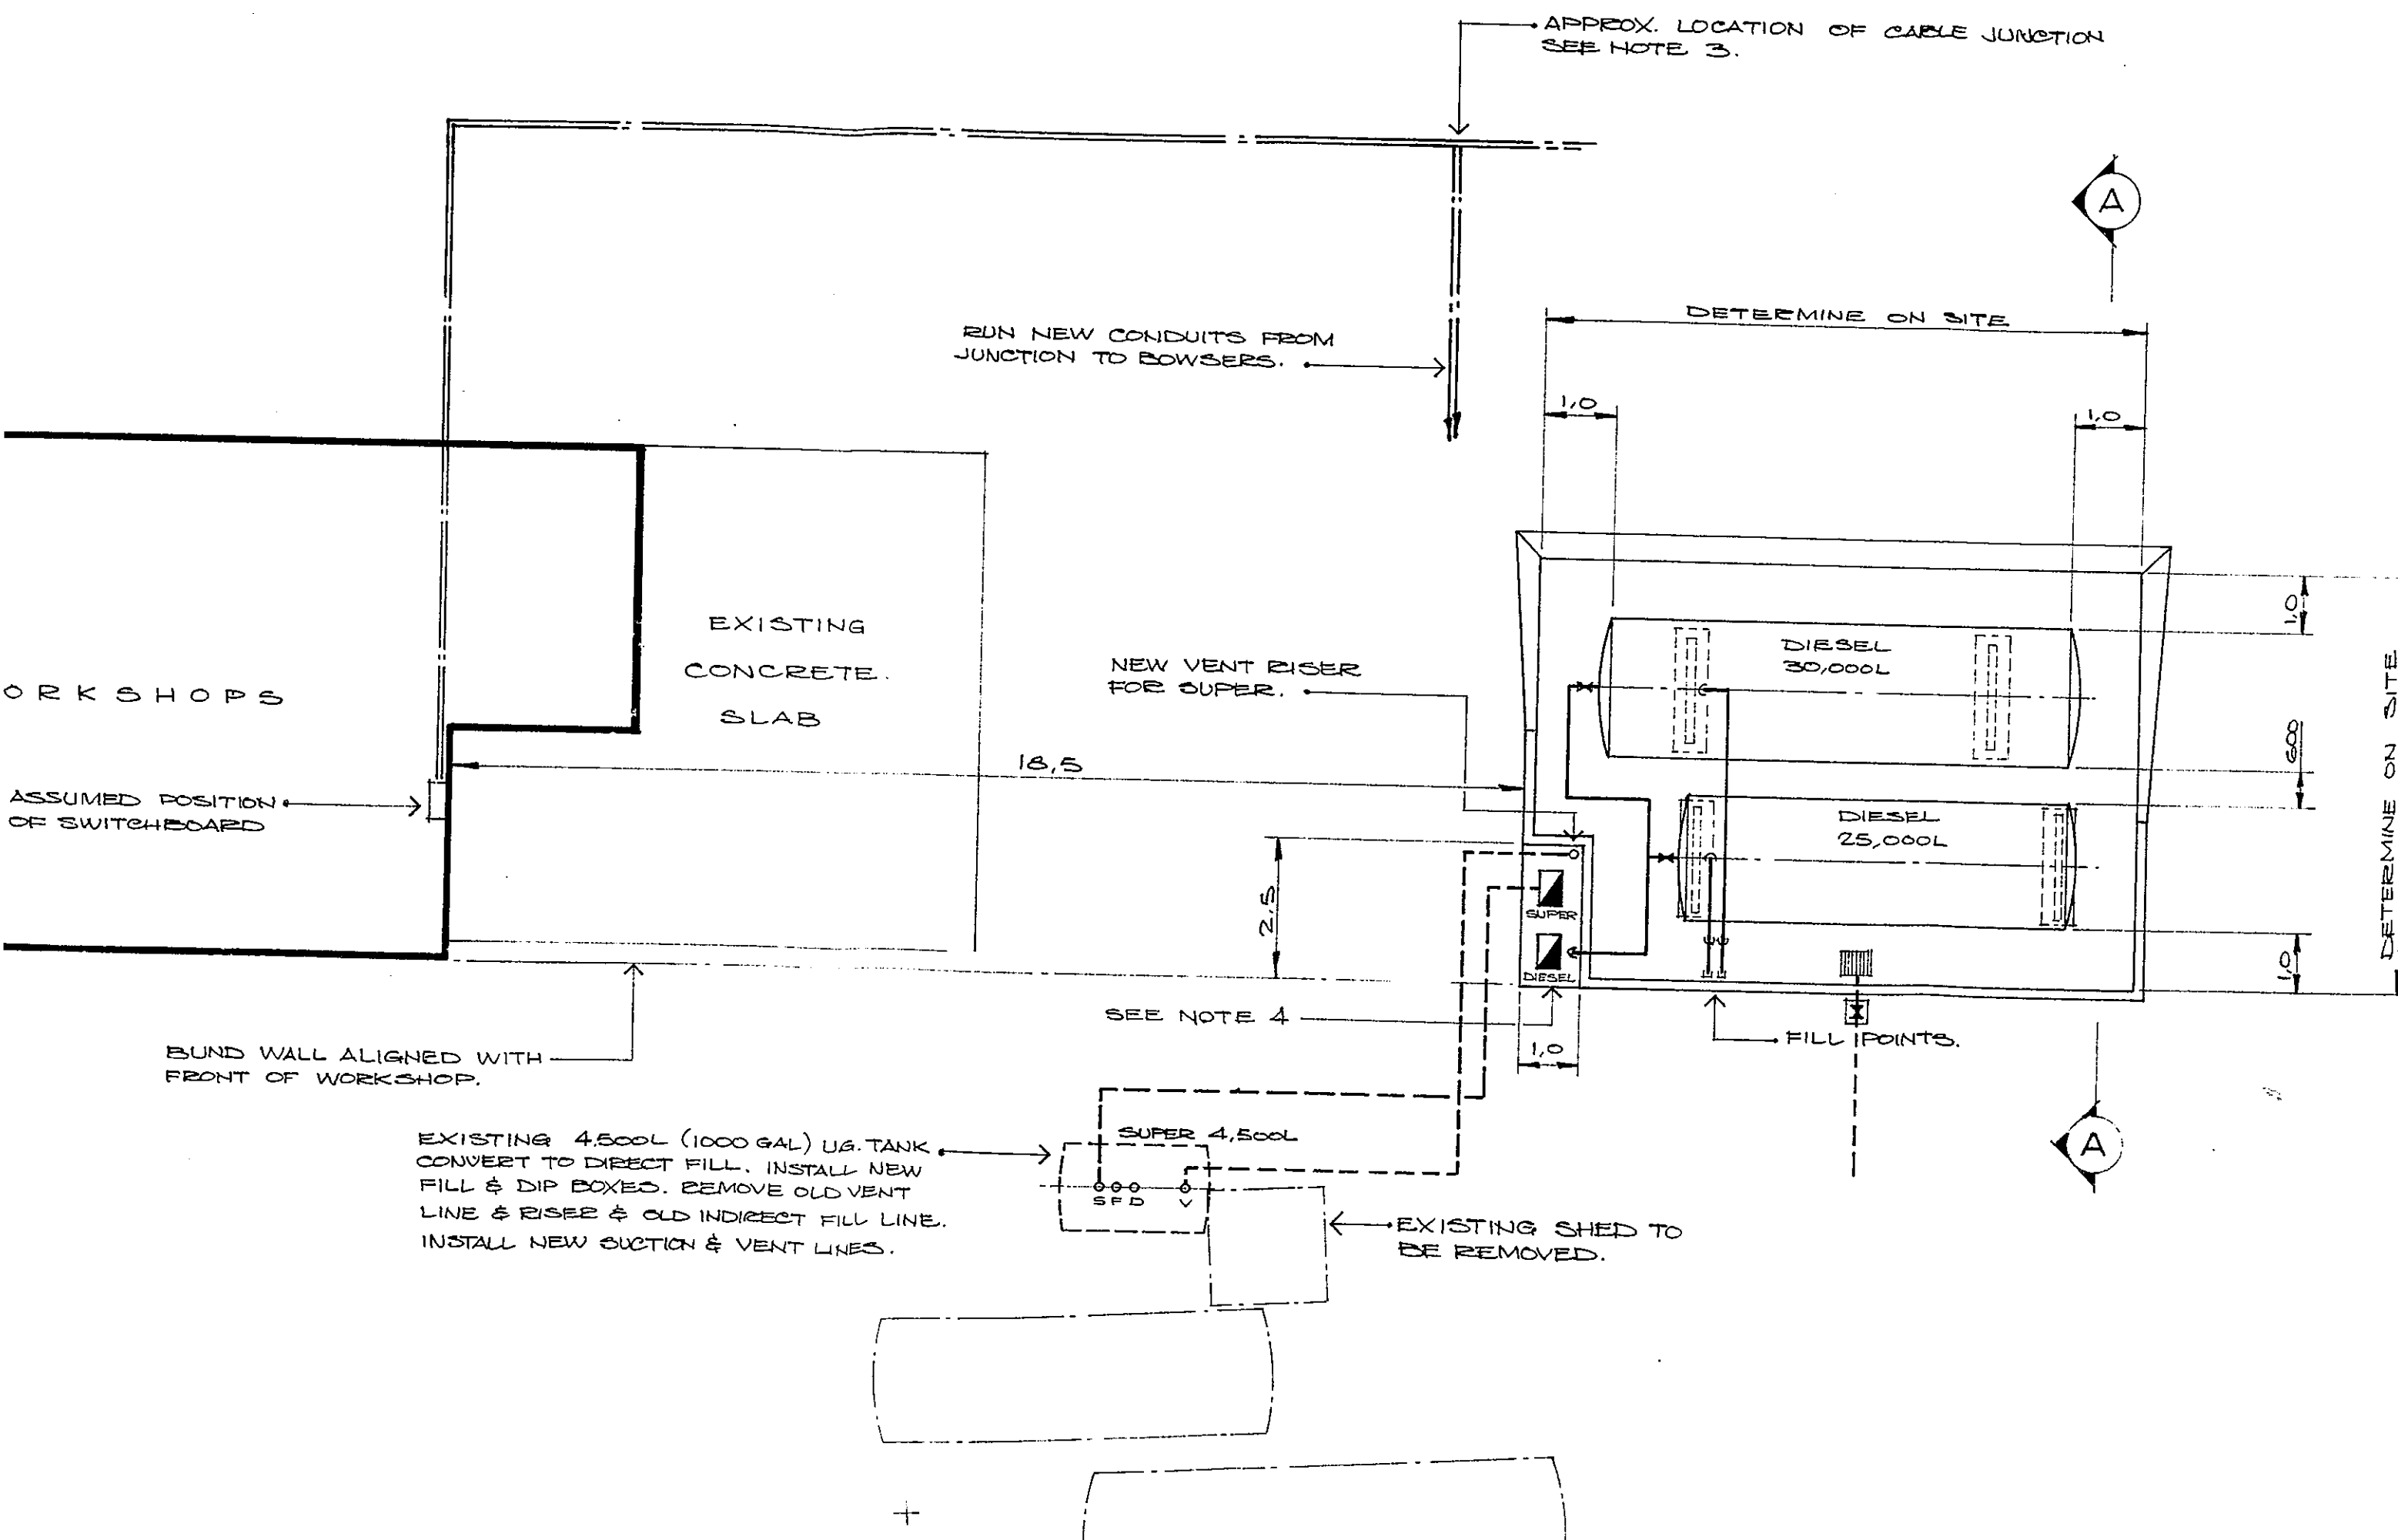 APPROX. LOCATION OF CABLE JUNCTION
SEE NOTE 3.
A
DETERMINE ON SITE
RUN NEW CONDUITS FROM
JUNCTION TO BOWSERS.
1,0
1,0
EXISTING
CONCRETE.
SLAB
ORKSHOPS
NEW VENT RISER
FOR SUPER.
DIESEL
30,000L
1,0
18,5
600
DETERMINE ON SITE
ASSUMED POSITION
OF SWITCHBOARD
DIESEL
25,000L
2,5
SUPER
DIESEL
1,0
SEE NOTE 4
1,0
FILL POINTS.
BUND WALL ALIGNED WITH
FRONT OF WORKSHOP.
A
EXISTING 4,500L (1000 GAL) U.G. TANK
CONVERT TO DIRECT FILL. INSTALL NEW
FILL & DIP BOXES. REMOVE OLD VENT
LINE & RISER & OLD INDIRECT FILL LINE.
INSTALL NEW SUCTION & VENT LINES.
SUPER 4,500L
S F D V
EXISTING SHED TO
BE REMOVED.